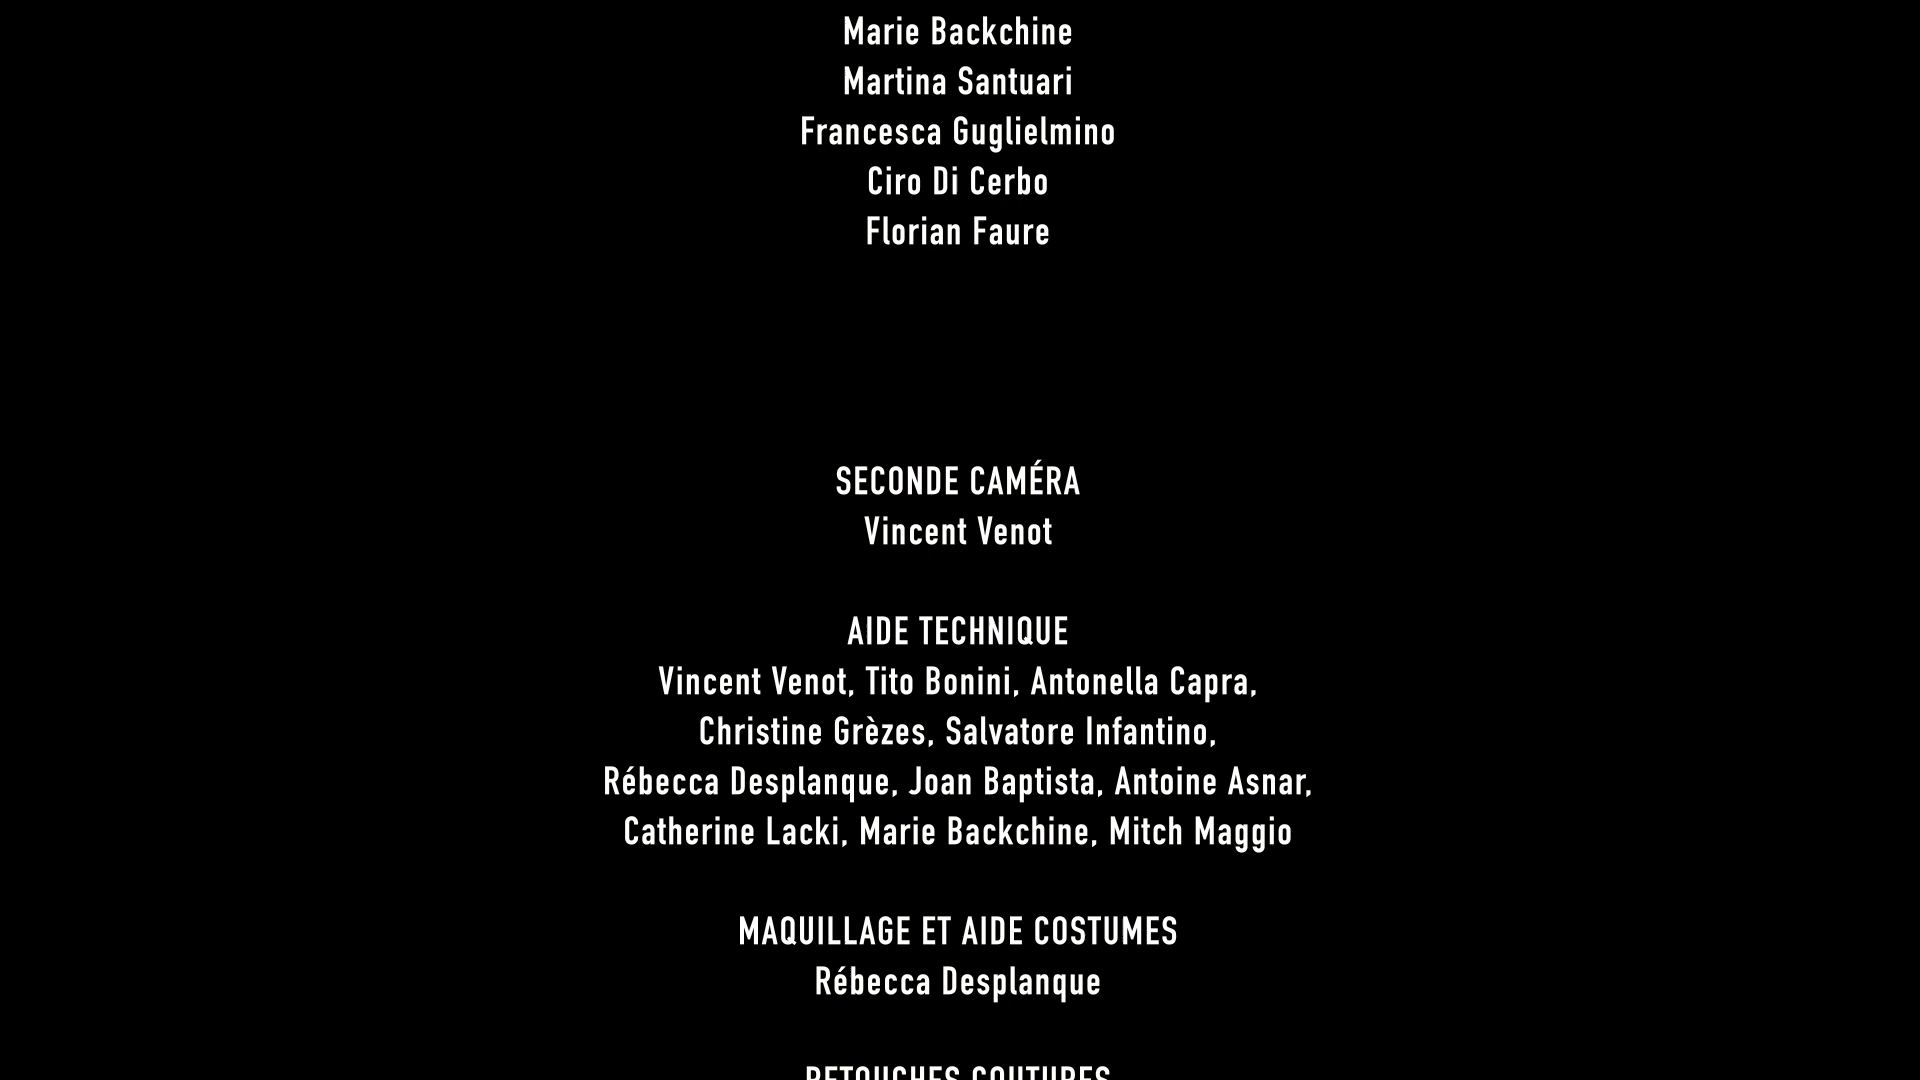 Marie Backchine
Martina Santuari
Francesca Guglielmino
Ciro Di Cerbo
Florian Faure
SECONDE CAMÉRA
Vincent Venot
AIDE TECHNIQUE
Vincent Venot, Tito Bonini, Antonella Capra,
Christine Grèzes, Salvatore Infantino,
Rébecca Desplanque, Joan Baptista, Antoine Asnar,
Catherine Lacki, Marie Backchine, Mitch Maggio
MAQUILLAGE ET AIDE COSTUMES
Rébecca Desplanque
RETOUCHES COUTURES